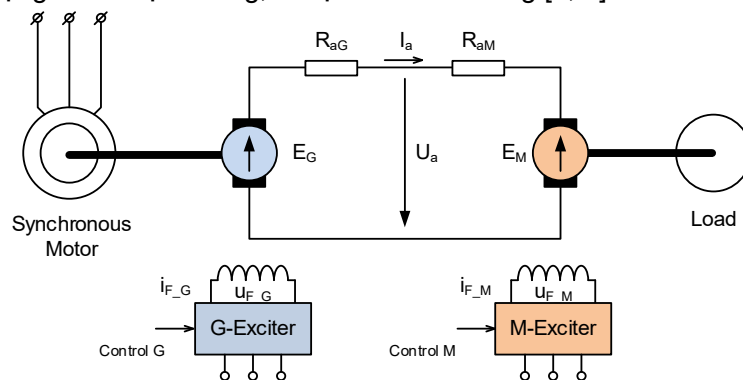 R_aG
I_a
R_aM
E_G
U_a
E_M
Synchronous
Motor
Load
i_F_G
u_F_G
i_F_M
u_F_M
G-Exciter
M-Exciter
Control G
Control M